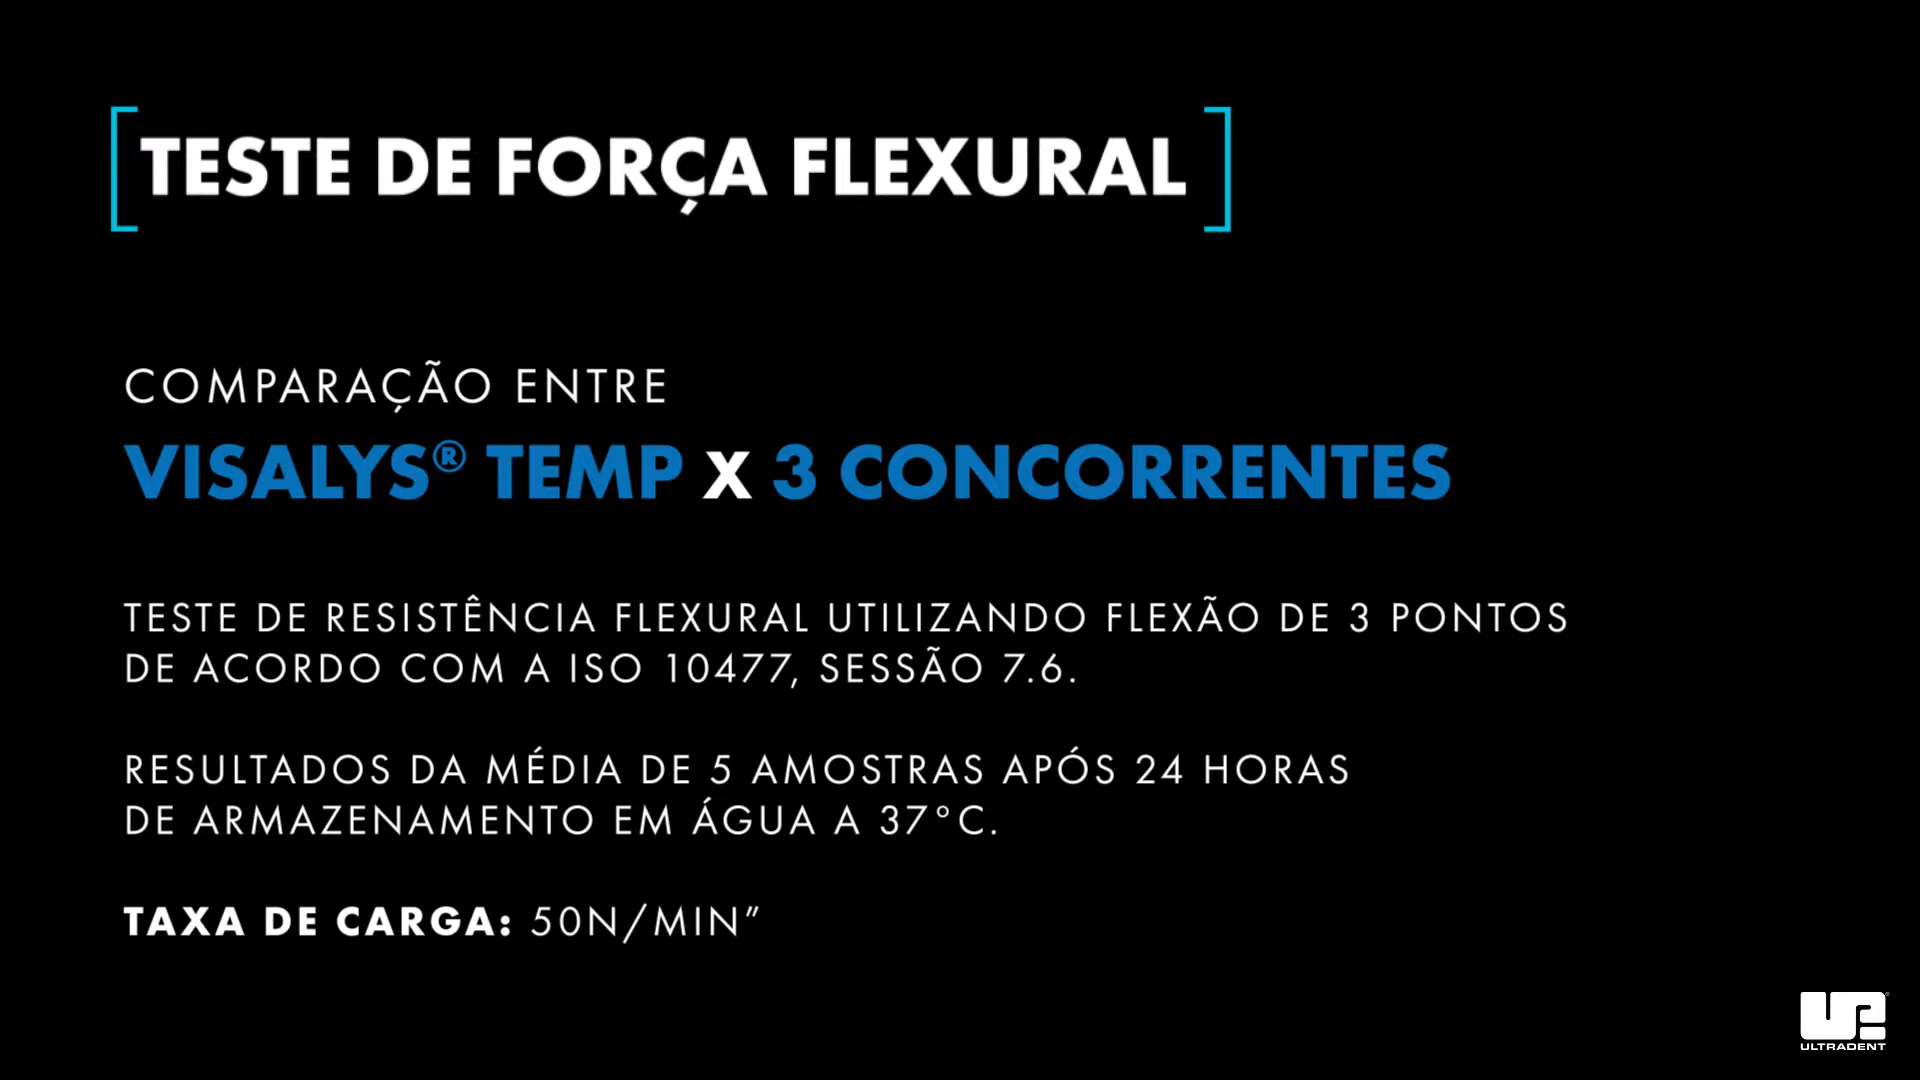 TESTE DE FORÇA FLEXURAL
COMPARAÇÃO ENTRE
VISALYS® TEMP X 3 CONCORRENTES
TESTE DE RESISTÊNCIA FLEXURAL UTILIZANDO FLEXÃO DE 3 PONTOS
DE ACORDO COM A ISO 10477, SESSÃO 7.6.
RESULTADOS DA MÉDIA DE 5 AMOSTRAS APÓS 24 HORAS
DE ARMAZENAMENTO EM ÁGUA A 37°C.
TAXA DE CARGA: 50N/MIN”
UP
ULTRADENT